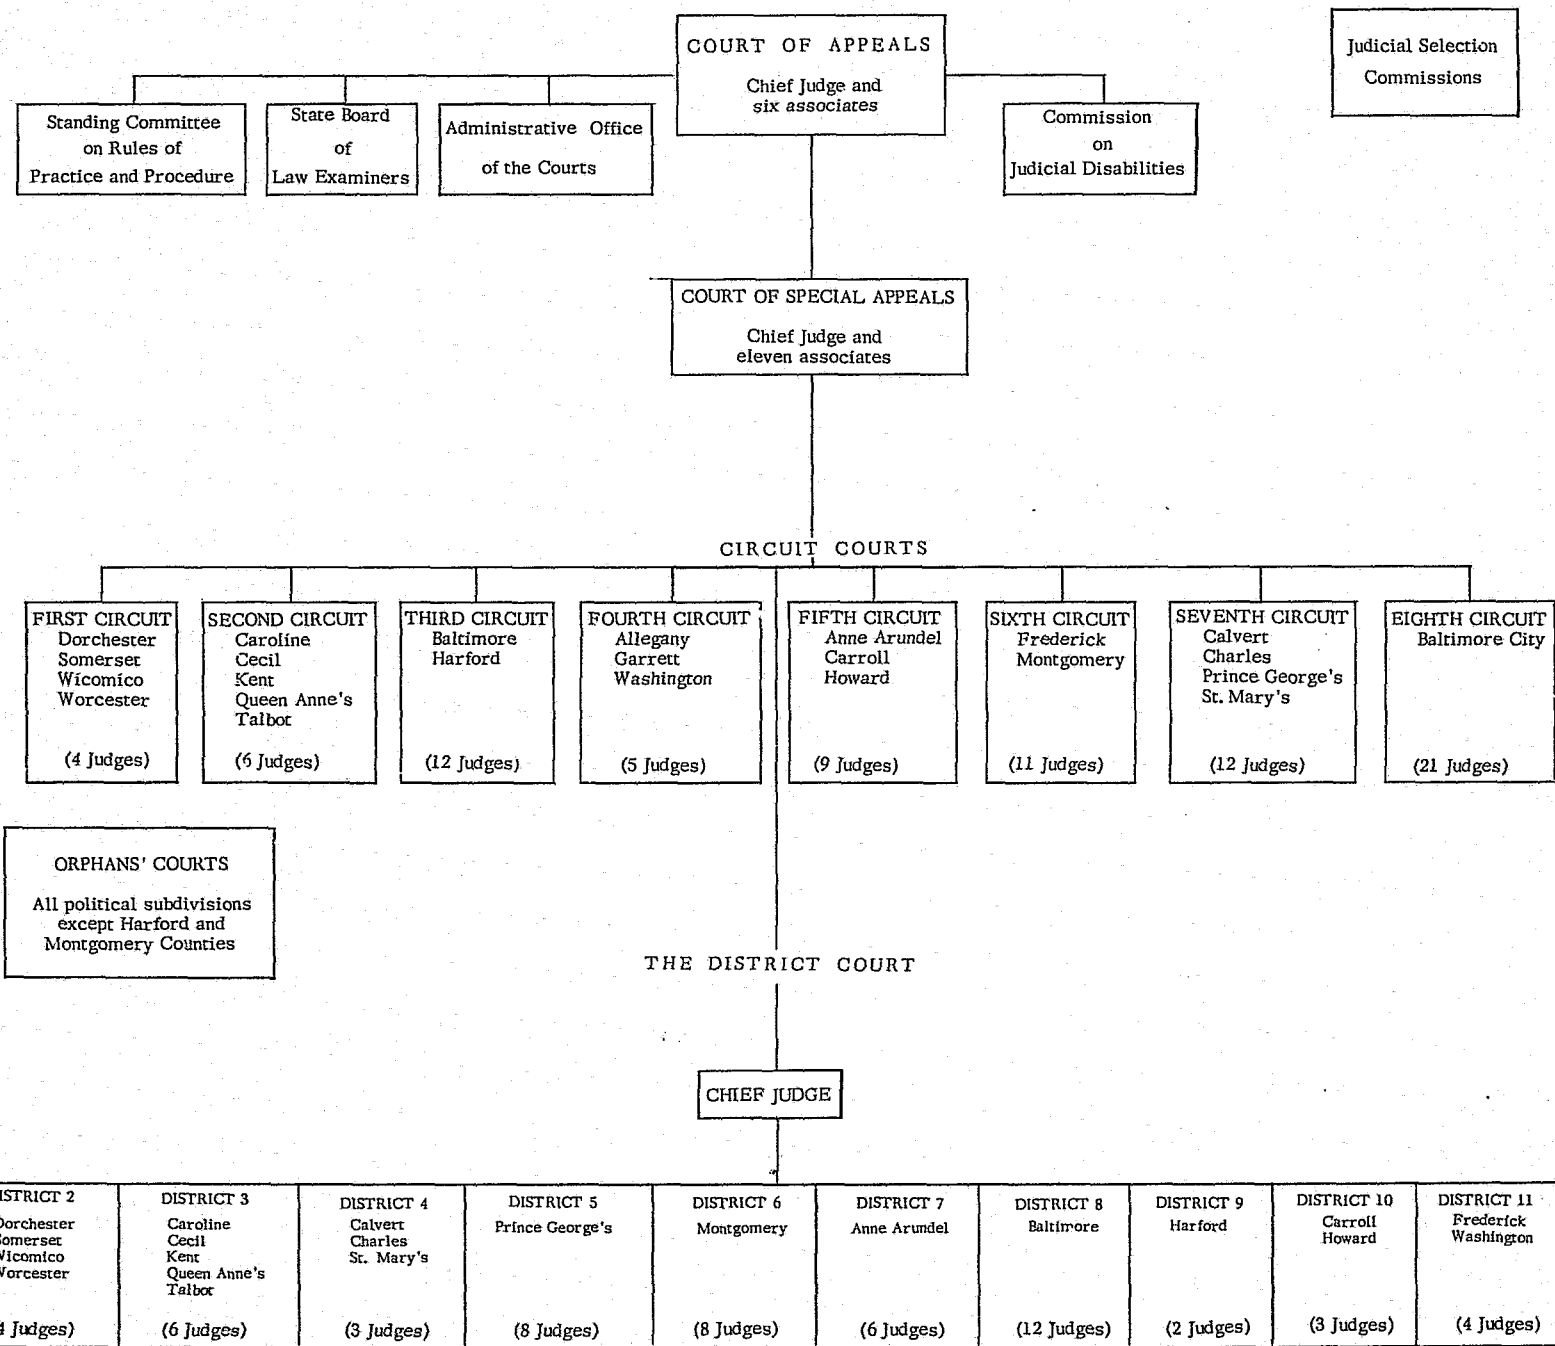 COURT OF APPEALS
Chief Judge and
six associates
Judicial Selection
Commissions
Standing Committee
on Rules of
Practice and Procedure
State Board
of
Law Examiners
Administrative Office
of the Courts
Commission
on
Judicial Disabilities
COURT OF SPECIAL APPEALS
Chief Judge and
eleven associates
CIRCUIT COURTS
FIRST CIRCUIT
Dorchester
Somerset
Wicomico
Worcester
(4 Judges)
SECOND CIRCUIT
Caroline
Cecil
Kent
Queen Anne's
Talbot
(6 Judges)
THIRD CIRCUIT
Baltimore
Harford
(12 Judges)
FOURTH CIRCUIT
Allegany
Garrett
Washington
(5 Judges)
FIFTH CIRCUIT
Anne Arundel
Carroll
Howard
(9 Judges)
SIXTH CIRCUIT
Frederick
Montgomery
(11 Judges)
SEVENTH CIRCUIT
Calvert
Charles
Prince George's
St. Mary's
(12 Judges)
EIGHTH CIRCUIT
Baltimore City
(21 Judges)
ORPHANS' COURTS
All political subdivisions
except Harford and
Montgomery Counties
THE DISTRICT COURT
CHIEF JUDGE
ISTRICT 2
Dorchester
Somerset
Wicomico
Worcester
Judges)
DISTRICT 3
Caroline
Cecil
Kent
Queen Anne's
Talbot
(6 Judges)
DISTRICT 4
Calvert
Charles
St. Mary's
(3 Judges)
DISTRICT 5
Prince George's
(8 Judges)
DISTRICT 6
Montgomery
(8 Judges)
DISTRICT 7
Anne Arundel
(6 Judges)
DISTRICT 8
Baltimore
(12 Judges)
DISTRICT 9
Harford
(2 Judges)
DISTRICT 10
Carroll
Howard
(3 Judges)
DISTRICT 11
Frederick
Washington
(4 Judges)